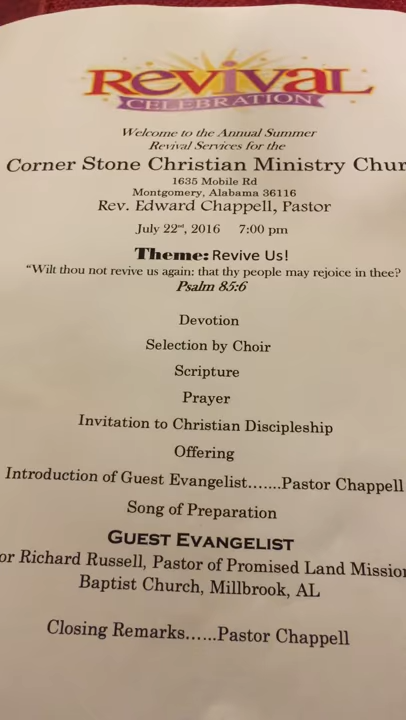 REVIVAL
CELEBRATION
Welcome to the Annual Summer
Revival Services for the
Corner Stone Christian Ministry Chur
1635 Mobile Rd
Montgomery, Alabama 36116
Rev. Edward Chappell, Pastor
July 22nd, 2016 7:00 pm
Theme: Revive Us!
"Wilt thou not revive us again: that thy people may rejoice in thee?
Psalm 85:6
Devotion
Selection by Choir
Scripture
Prayer
Invitation to Christian Discipleship
Offering
Introduction of Guest Evangelist.......Pastor Chappell
Song of Preparation
GUEST EVANGELIST
or Richard Russell, Pastor of Promised Land Mission
Baptist Church, Millbrook, AL
Closing Remarks......Pastor Chappell